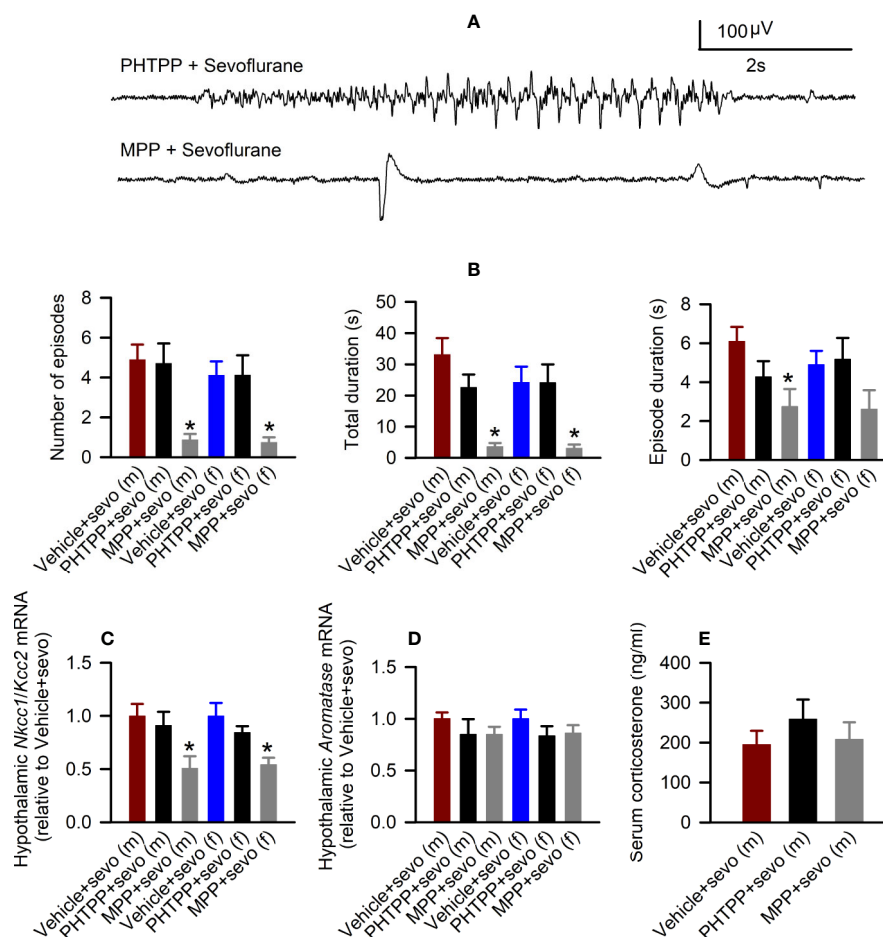 A
100 µV
2s
PHTPP + Sevoflurane
MPP + Sevoflurane
B
Number of episodes
8
6
4
2
0
*
*
Vehicle+sevo (m)
PHTPP+sevo (m)
MPP+sevo (m)
Vehicle+sevo (f)
PHTPP+sevo (f)
MPP+sevo (f)
Total duration (s)
50
40
30
20
10
0
*
*
Vehicle+sevo (m)
PHTPP+sevo (m)
MPP+sevo (m)
Vehicle+sevo (f)
PHTPP+sevo (f)
MPP+sevo (f)
Episode duration (s)
8
6
4
2
0
*
Vehicle+sevo (m)
PHTPP+sevo (m)
MPP+sevo (m)
Vehicle+sevo (f)
PHTPP+sevo (f)
MPP+sevo (f)
C
Hypothalamic Nkcc1/Kcc2 mRNA
(relative to Vehicle+sevo)
1.5
1.0
0.5
0.0
*
*
Vehicle+sevo (m)
PHTPP+sevo (m)
MPP+sevo (m)
Vehicle+sevo (f)
PHTPP+sevo (f)
MPP+sevo (f)
D
Hypothalamic Aromatase mRNA
(relative to Vehicle+sevo)
1.5
1.0
0.5
0.0
Vehicle+sevo (m)
PHTPP+sevo (m)
MPP+sevo (m)
Vehicle+sevo (f)
PHTPP+sevo (f)
MPP+sevo (f)
E
Serum corticosterone (ng/ml)
400
300
200
100
0
Vehicle+sevo (m)
PHTPP+sevo (m)
MPP+sevo (m)